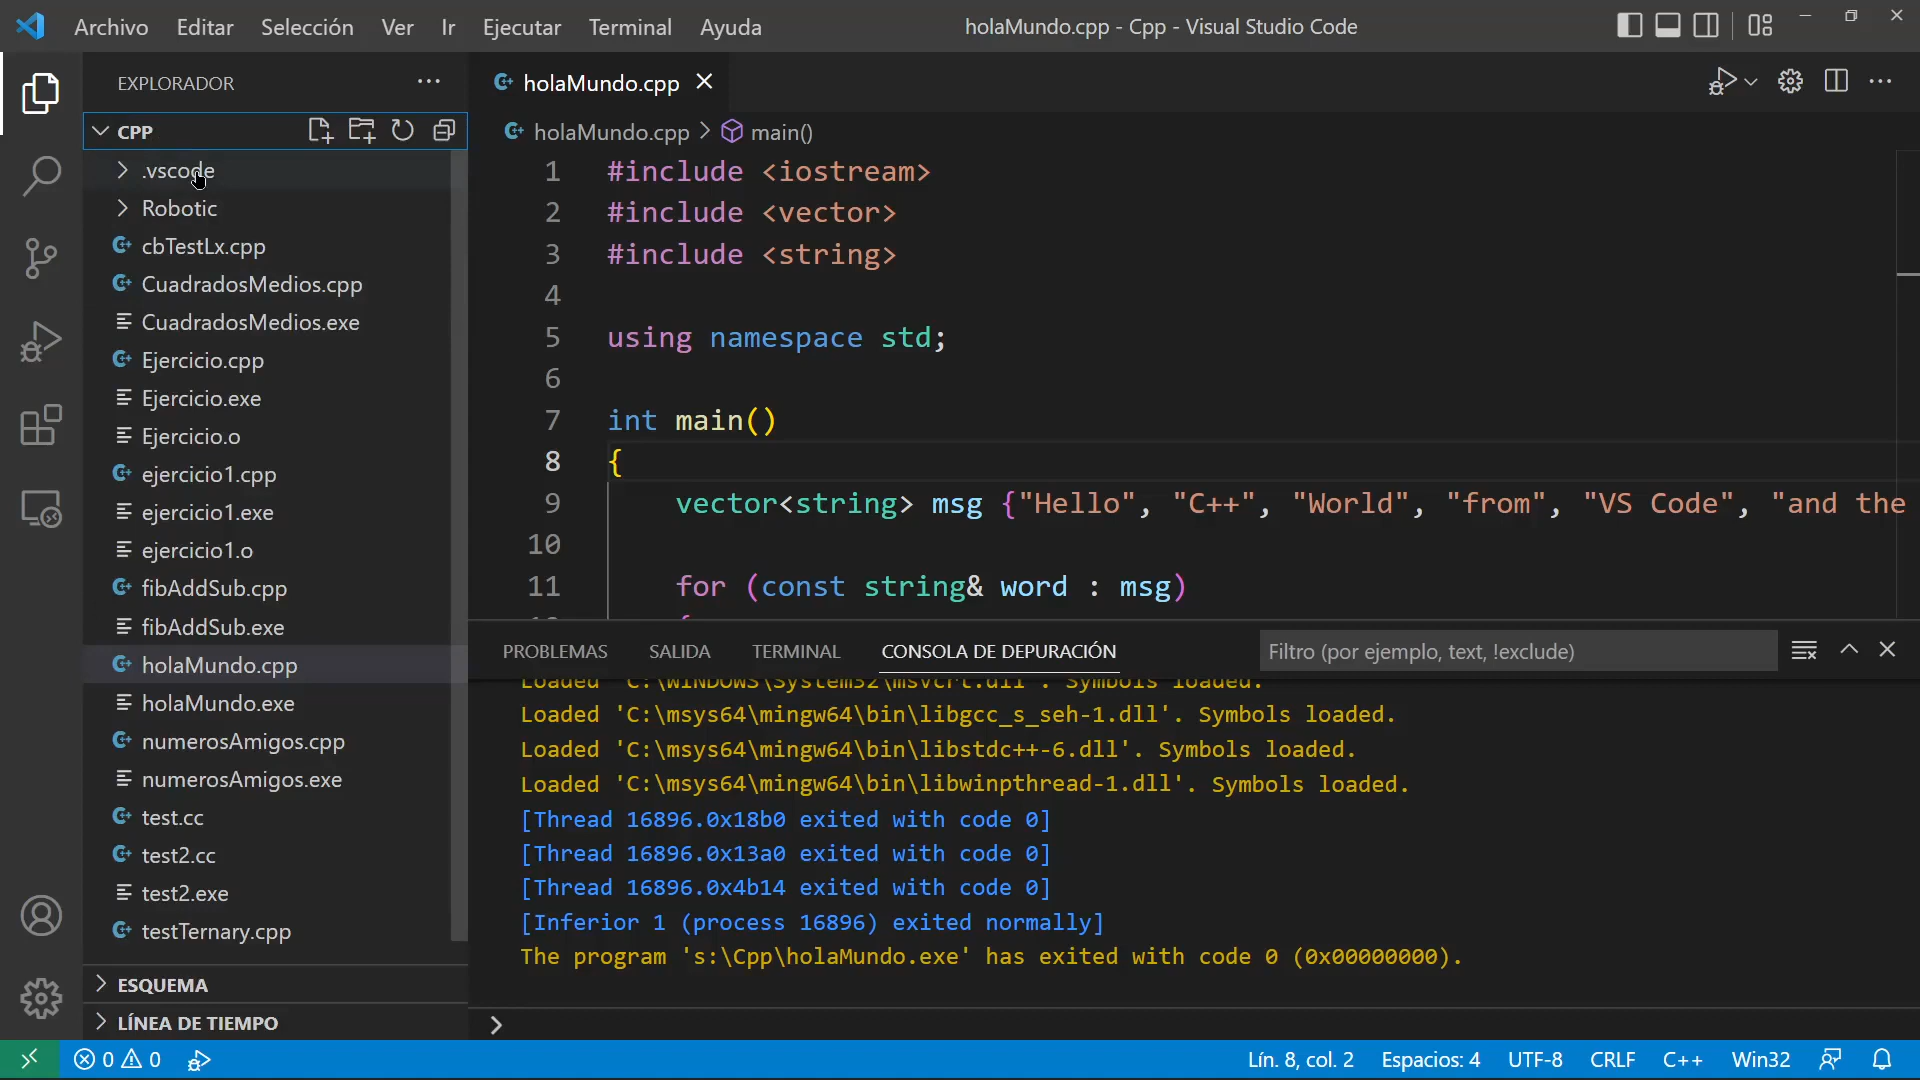 Archivo Editar Selección Ver Ir Ejecutar Terminal Ayuda holaMundo.cpp - Cpp - Visual Studio Code
EXPLORADOR
CPP
.vscode
Robotic
cbTestLx.cpp
CuadradosMedios.cpp
CuadradosMedios.exe
Ejercicio.cpp
Ejercicio.exe
Ejercicio.o
ejercicio1.cpp
ejercicio1.exe
ejercicio1.o
fibAddSub.cpp
fibAddSub.exe
holaMundo.cpp
holaMundo.exe
numerosAmigos.cpp
numerosAmigos.exe
test.cc
test2.cc
test2.exe
testTernary.cpp
ESQUEMA
LÍNEA DE TIEMPO
holaMundo.cpp
holaMundo.cpp > main()
1 #include <iostream>
2 #include <vector>
3 #include <string>
4
5 using namespace std;
6
7 int main()
8 {
9 vector<string> msg {"Hello", "C++", "World", "from", "VS Code", "and the
10
11 for (const string& word : msg)
PROBLEMAS SALIDA TERMINAL CONSOLA DE DEPURACIÓN Filtro (por ejemplo, text, !exclude)
Loaded 'C:\WINDOWS\System32\msvcrt.dll'. Symbols loaded.
Loaded 'C:\msys64\mingw64\bin\libgcc_s_seh-1.dll'. Symbols loaded.
Loaded 'C:\msys64\mingw64\bin\libstdc++-6.dll'. Symbols loaded.
Loaded 'C:\msys64\mingw64\bin\libwinpthread-1.dll'. Symbols loaded.
[Thread 16896.0x18b0 exited with code 0]
[Thread 16896.0x13a0 exited with code 0]
[Thread 16896.0x4b14 exited with code 0]
[Inferior 1 (process 16896) exited normally]
The program 's:\Cpp\holaMundo.exe' has exited with code 0 (0x00000000).
0 0 Lín. 8, col. 2 Espacios: 4 UTF-8 CRLF C++ Win32